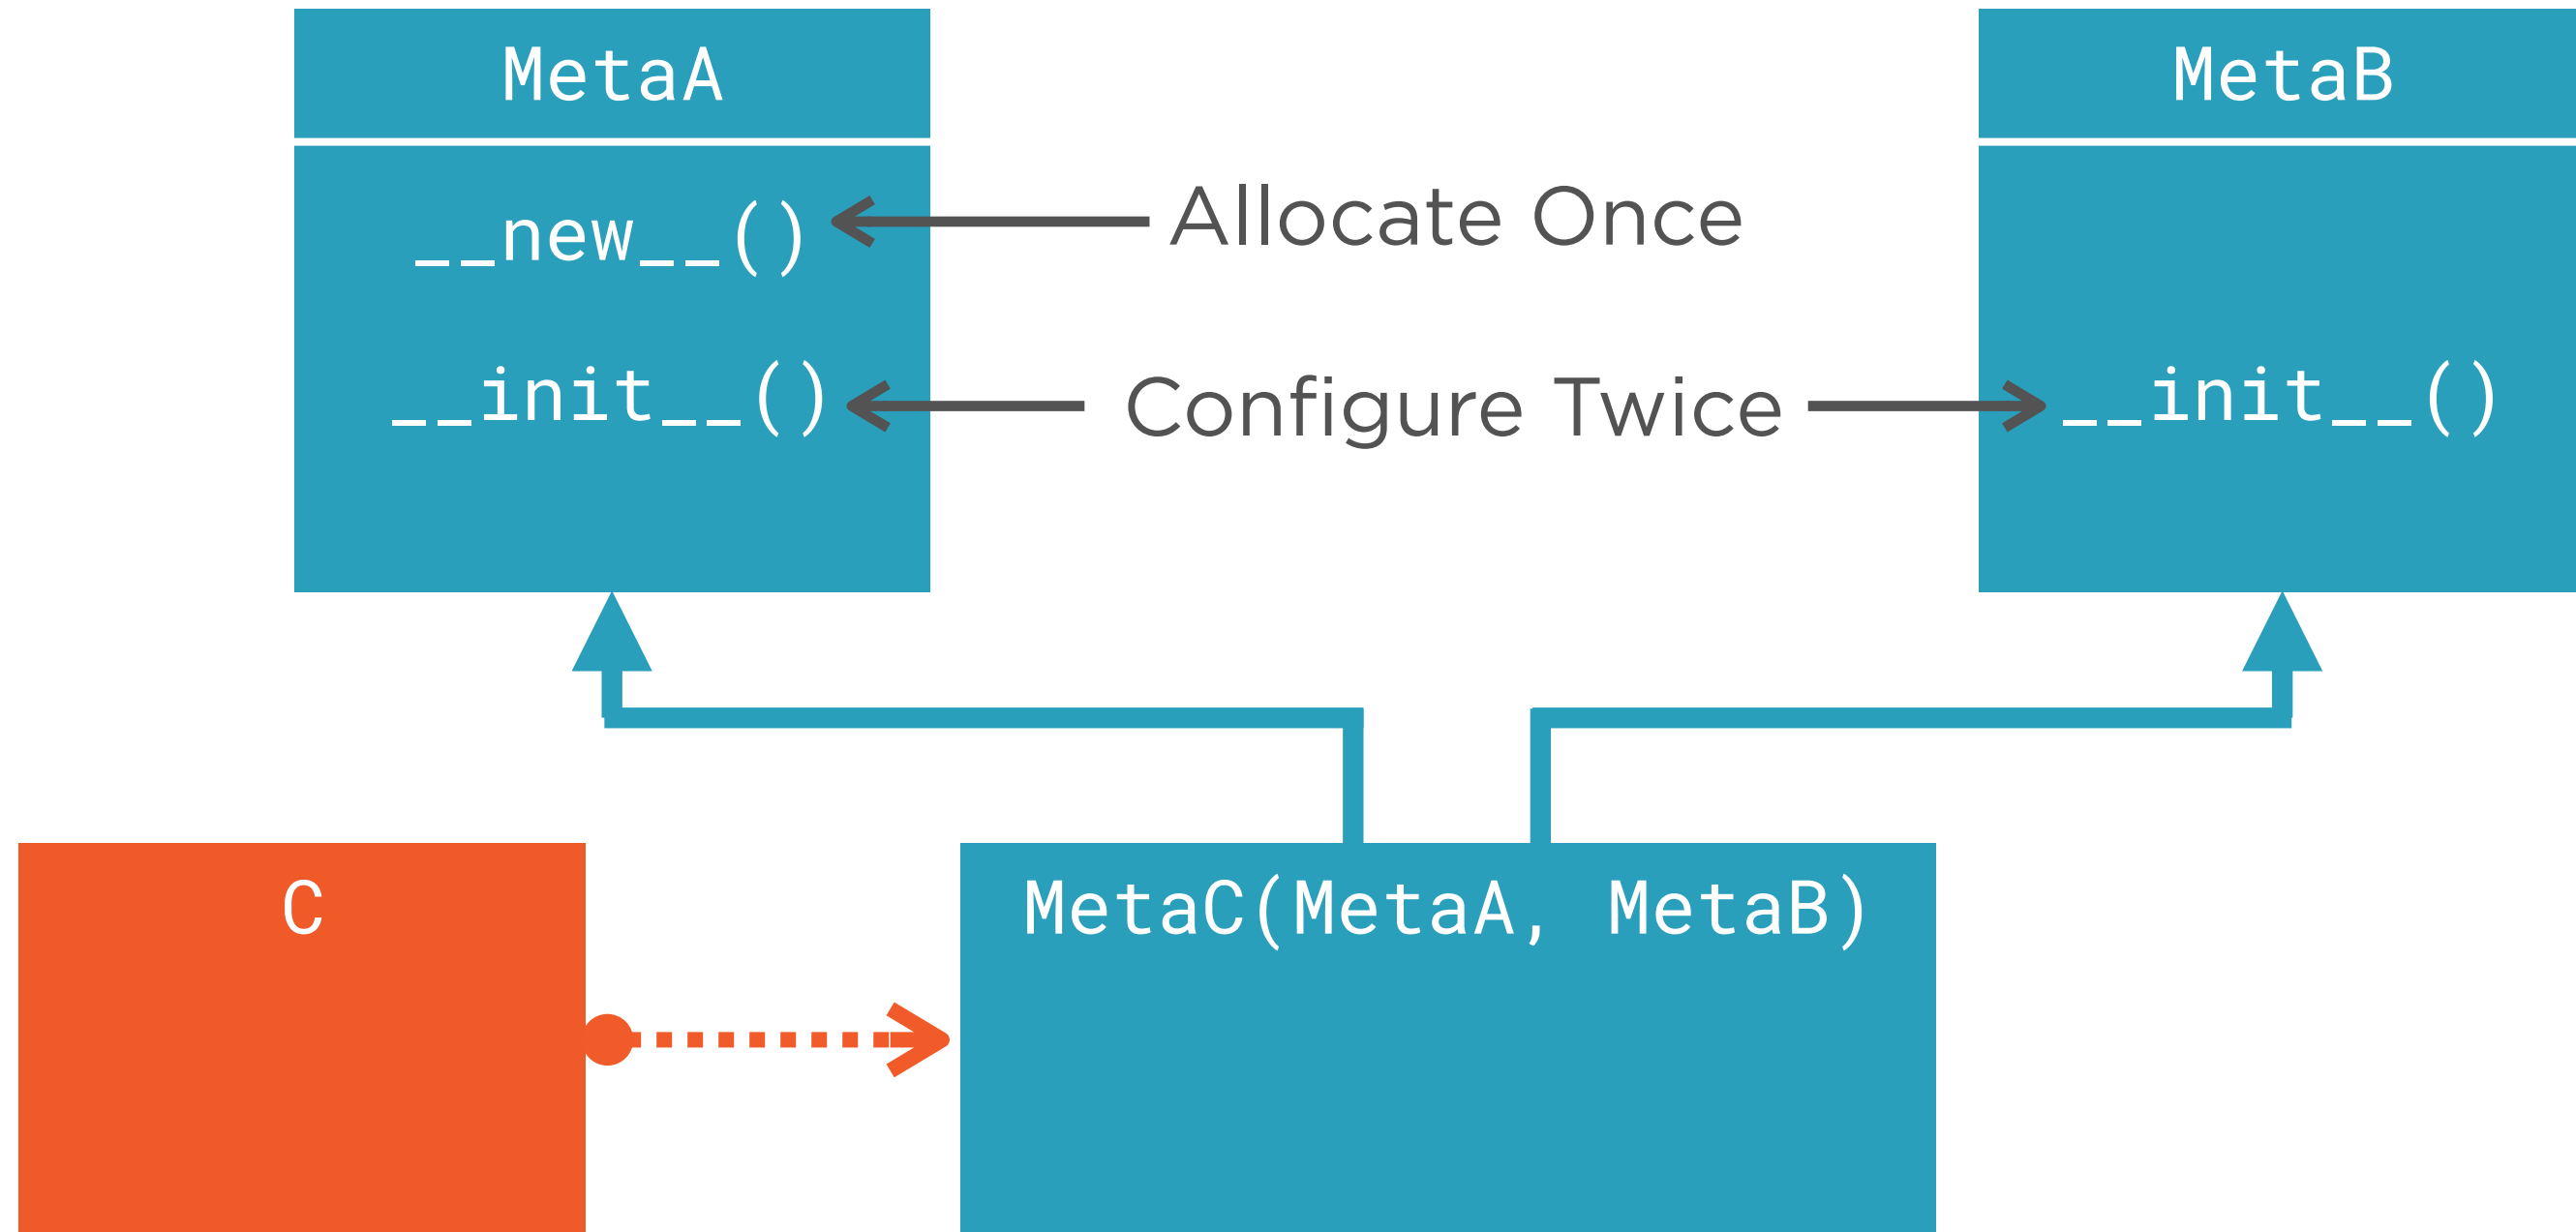 MetaA
MetaB
__new__()
Allocate Once
__init__()
Configure Twice
__init__()
C
MetaC(MetaA, MetaB)